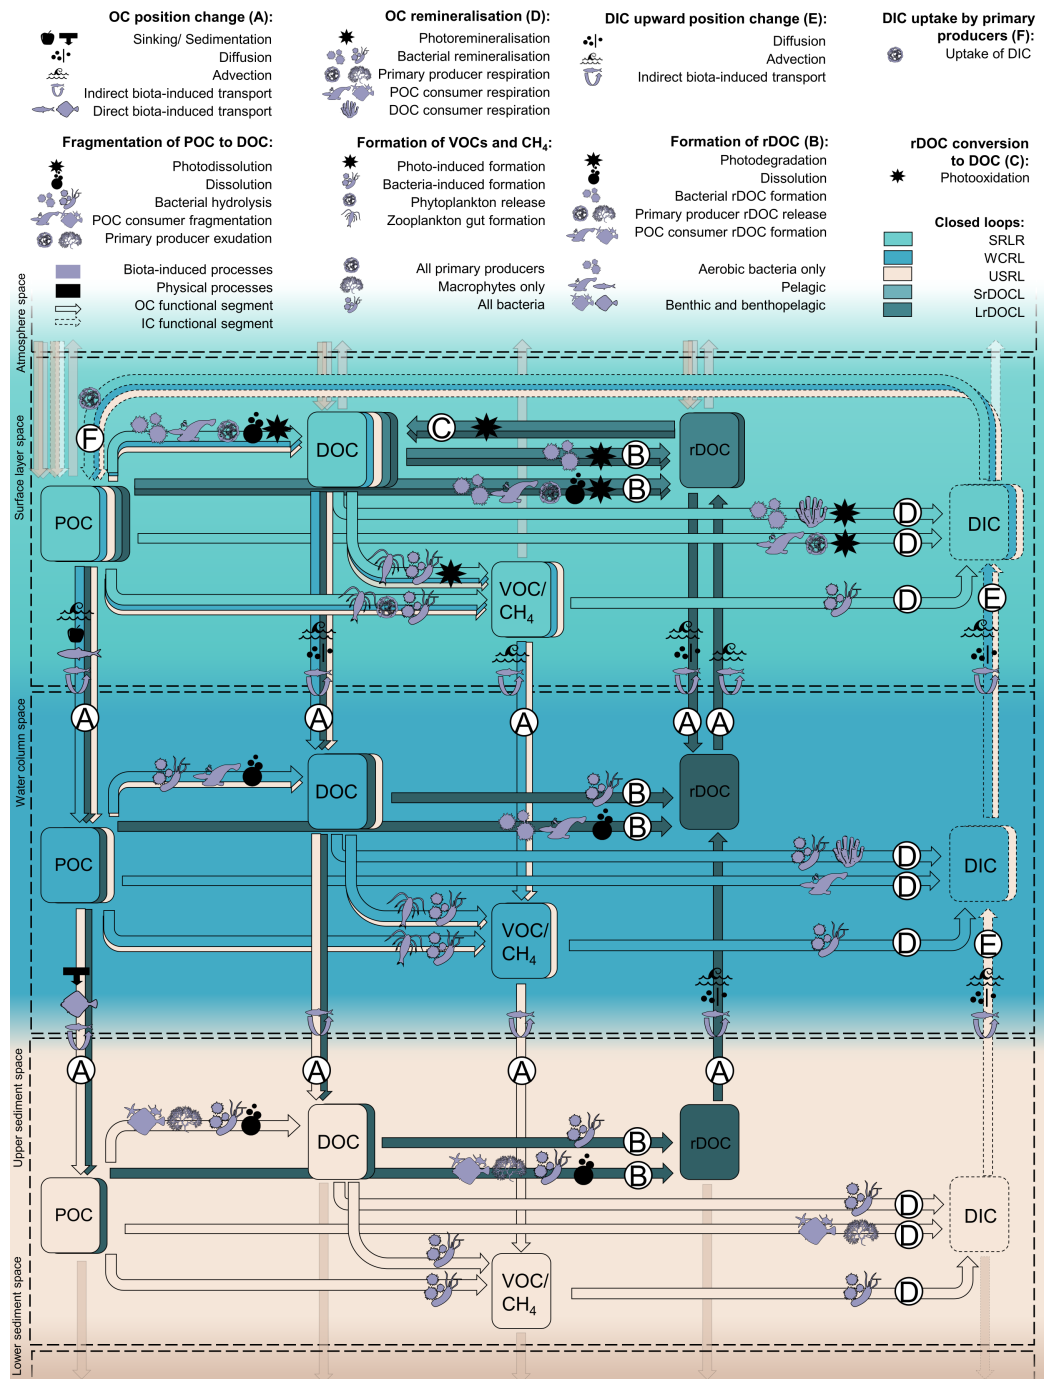 OC position change (A):
Sinking/ Sedimentation
Diffusion
Advection
Indirect biota-induced transport
Direct biota-induced transport
OC remineralisation (D):
Photoremineralisation
Bacterial remineralisation
Primary producer respiration
POC consumer respiration
DOC consumer respiration
DIC upward position change (E):
Diffusion
Advection
Indirect biota-induced transport
DIC uptake by primary
producers (F):
Uptake of DIC
Fragmentation of POC to DOC:
Photodissolution
Dissolution
Bacterial hydrolysis
POC consumer fragmentation
Primary producer exudation
Formation of VOCs and CH4:
Photo-induced formation
Bacteria-induced formation
Phytoplankton release
Zooplankton gut formation
Formation of rDOC (B):
Photodegradation
Dissolution
Bacterial rDOC formation
Primary producer rDOC release
POC consumer rDOC formation
rDOC conversion
to DOC (C):
Photooxidation
Biota-induced processes
Physical processes
OC functional segment
IC functional segment
All primary producers
Macrophytes only
All bacteria
Aerobic bacteria only
Pelagic
Benthic and benthopelagic
Closed loops:
SRLR
WCRL
USRL
SrDOCL
LrDOCL
Atmosphere space
Surface layer space
F
DOC
C
B
B
rDOC
POC
D
D
DIC
VOC/
CH4
D
E
Water column space
A
A
A
A
A
DOC
B
B
rDOC
POC
D
D
DIC
VOC/
CH4
D
E
Upper sediment space
A
A
A
A
DOC
B
B
rDOC
POC
D
D
DIC
VOC/
CH4
D
Lower sediment space